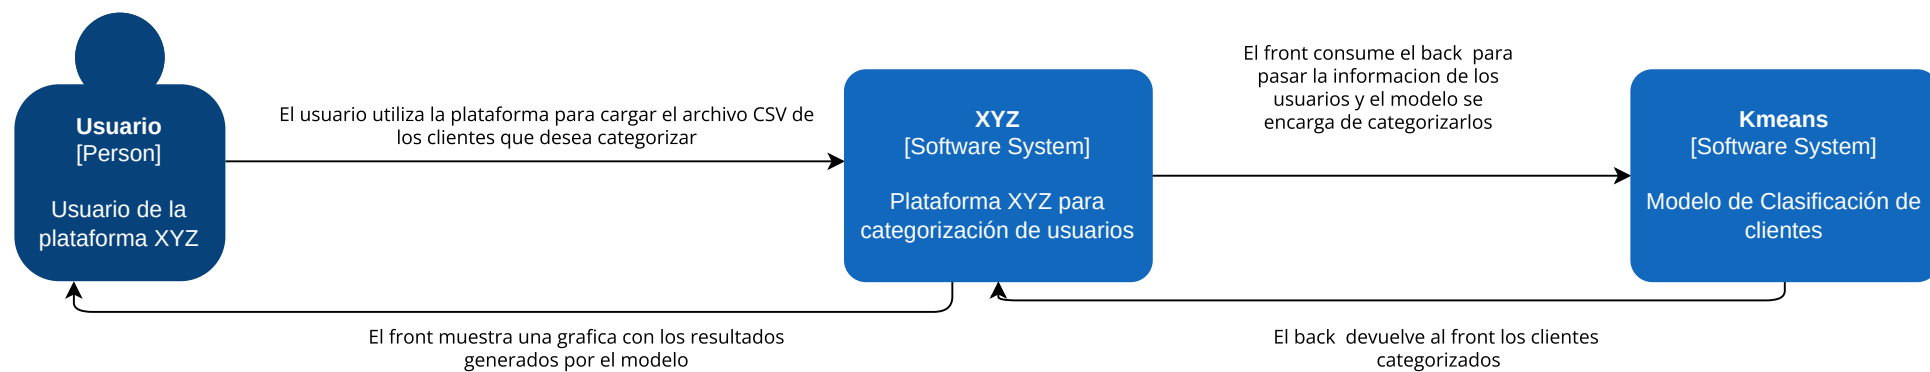 Usuario
[Person]
Usuario de la
plataforma XYZ
El usuario utiliza la plataforma para cargar el archivo CSV de
los clientes que desea categorizar
XYZ
[Software System]
Plataforma XYZ para
categorización de usuarios
El front consume el back  para
pasar la informacion de los
usuarios y el modelo se
encarga de categorizarlos
Kmeans
[Software System]
Modelo de Clasificación de
clientes
El front muestra una grafica con los resultados
generados por el modelo
El back  devuelve al front los clientes
categorizados